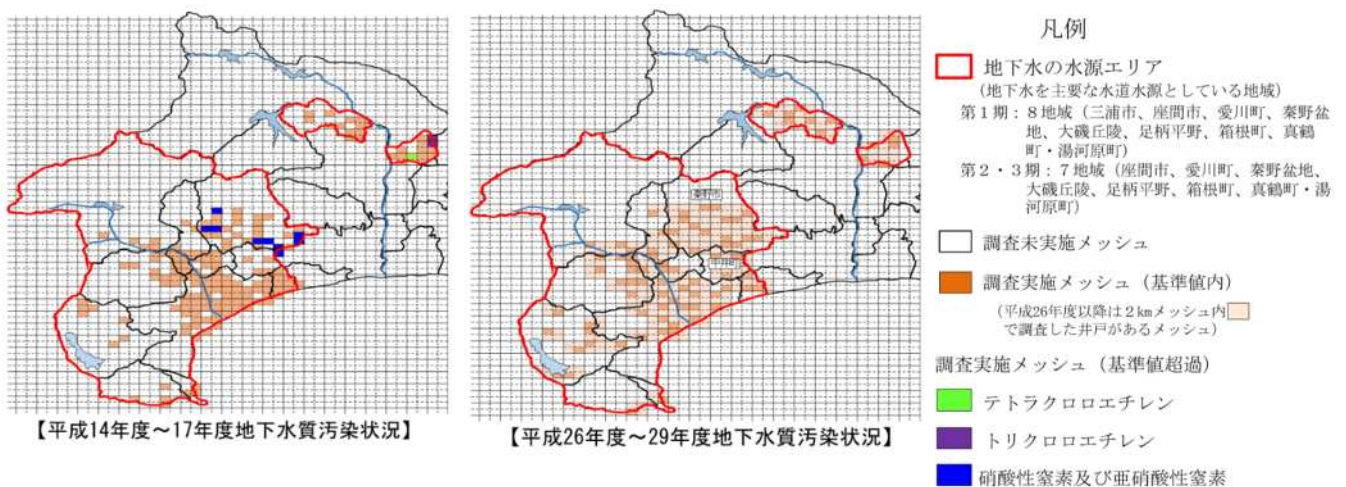 凡例
地下水の水源エリア
(地下水を主要な水道水源としている地域)
第1期：8地域（三浦市、座間市、愛川町、秦野盆
地、大磯丘陵、足柄平野、箱根町、真鶴
町・湯河原町）
第2・3期：7地域（座間市、愛川町、秦野盆地、
大磯丘陵、足柄平野、箱根町、真鶴町・湯
河原町）
調査未実施メッシュ
調査実施メッシュ（基準値内）
(平成26年度以降は2kmメッシュ内
で調査した井戸があるメッシュ）
調査実施メッシュ（基準値超過）
テトラクロロエチレン
トリクロロエチレン
硝酸性窒素及び亜硝酸性窒素
秦野市
中井町
【平成14年度～17年度地下水質汚染状況】
【平成26年度～29年度地下水質汚染状況】